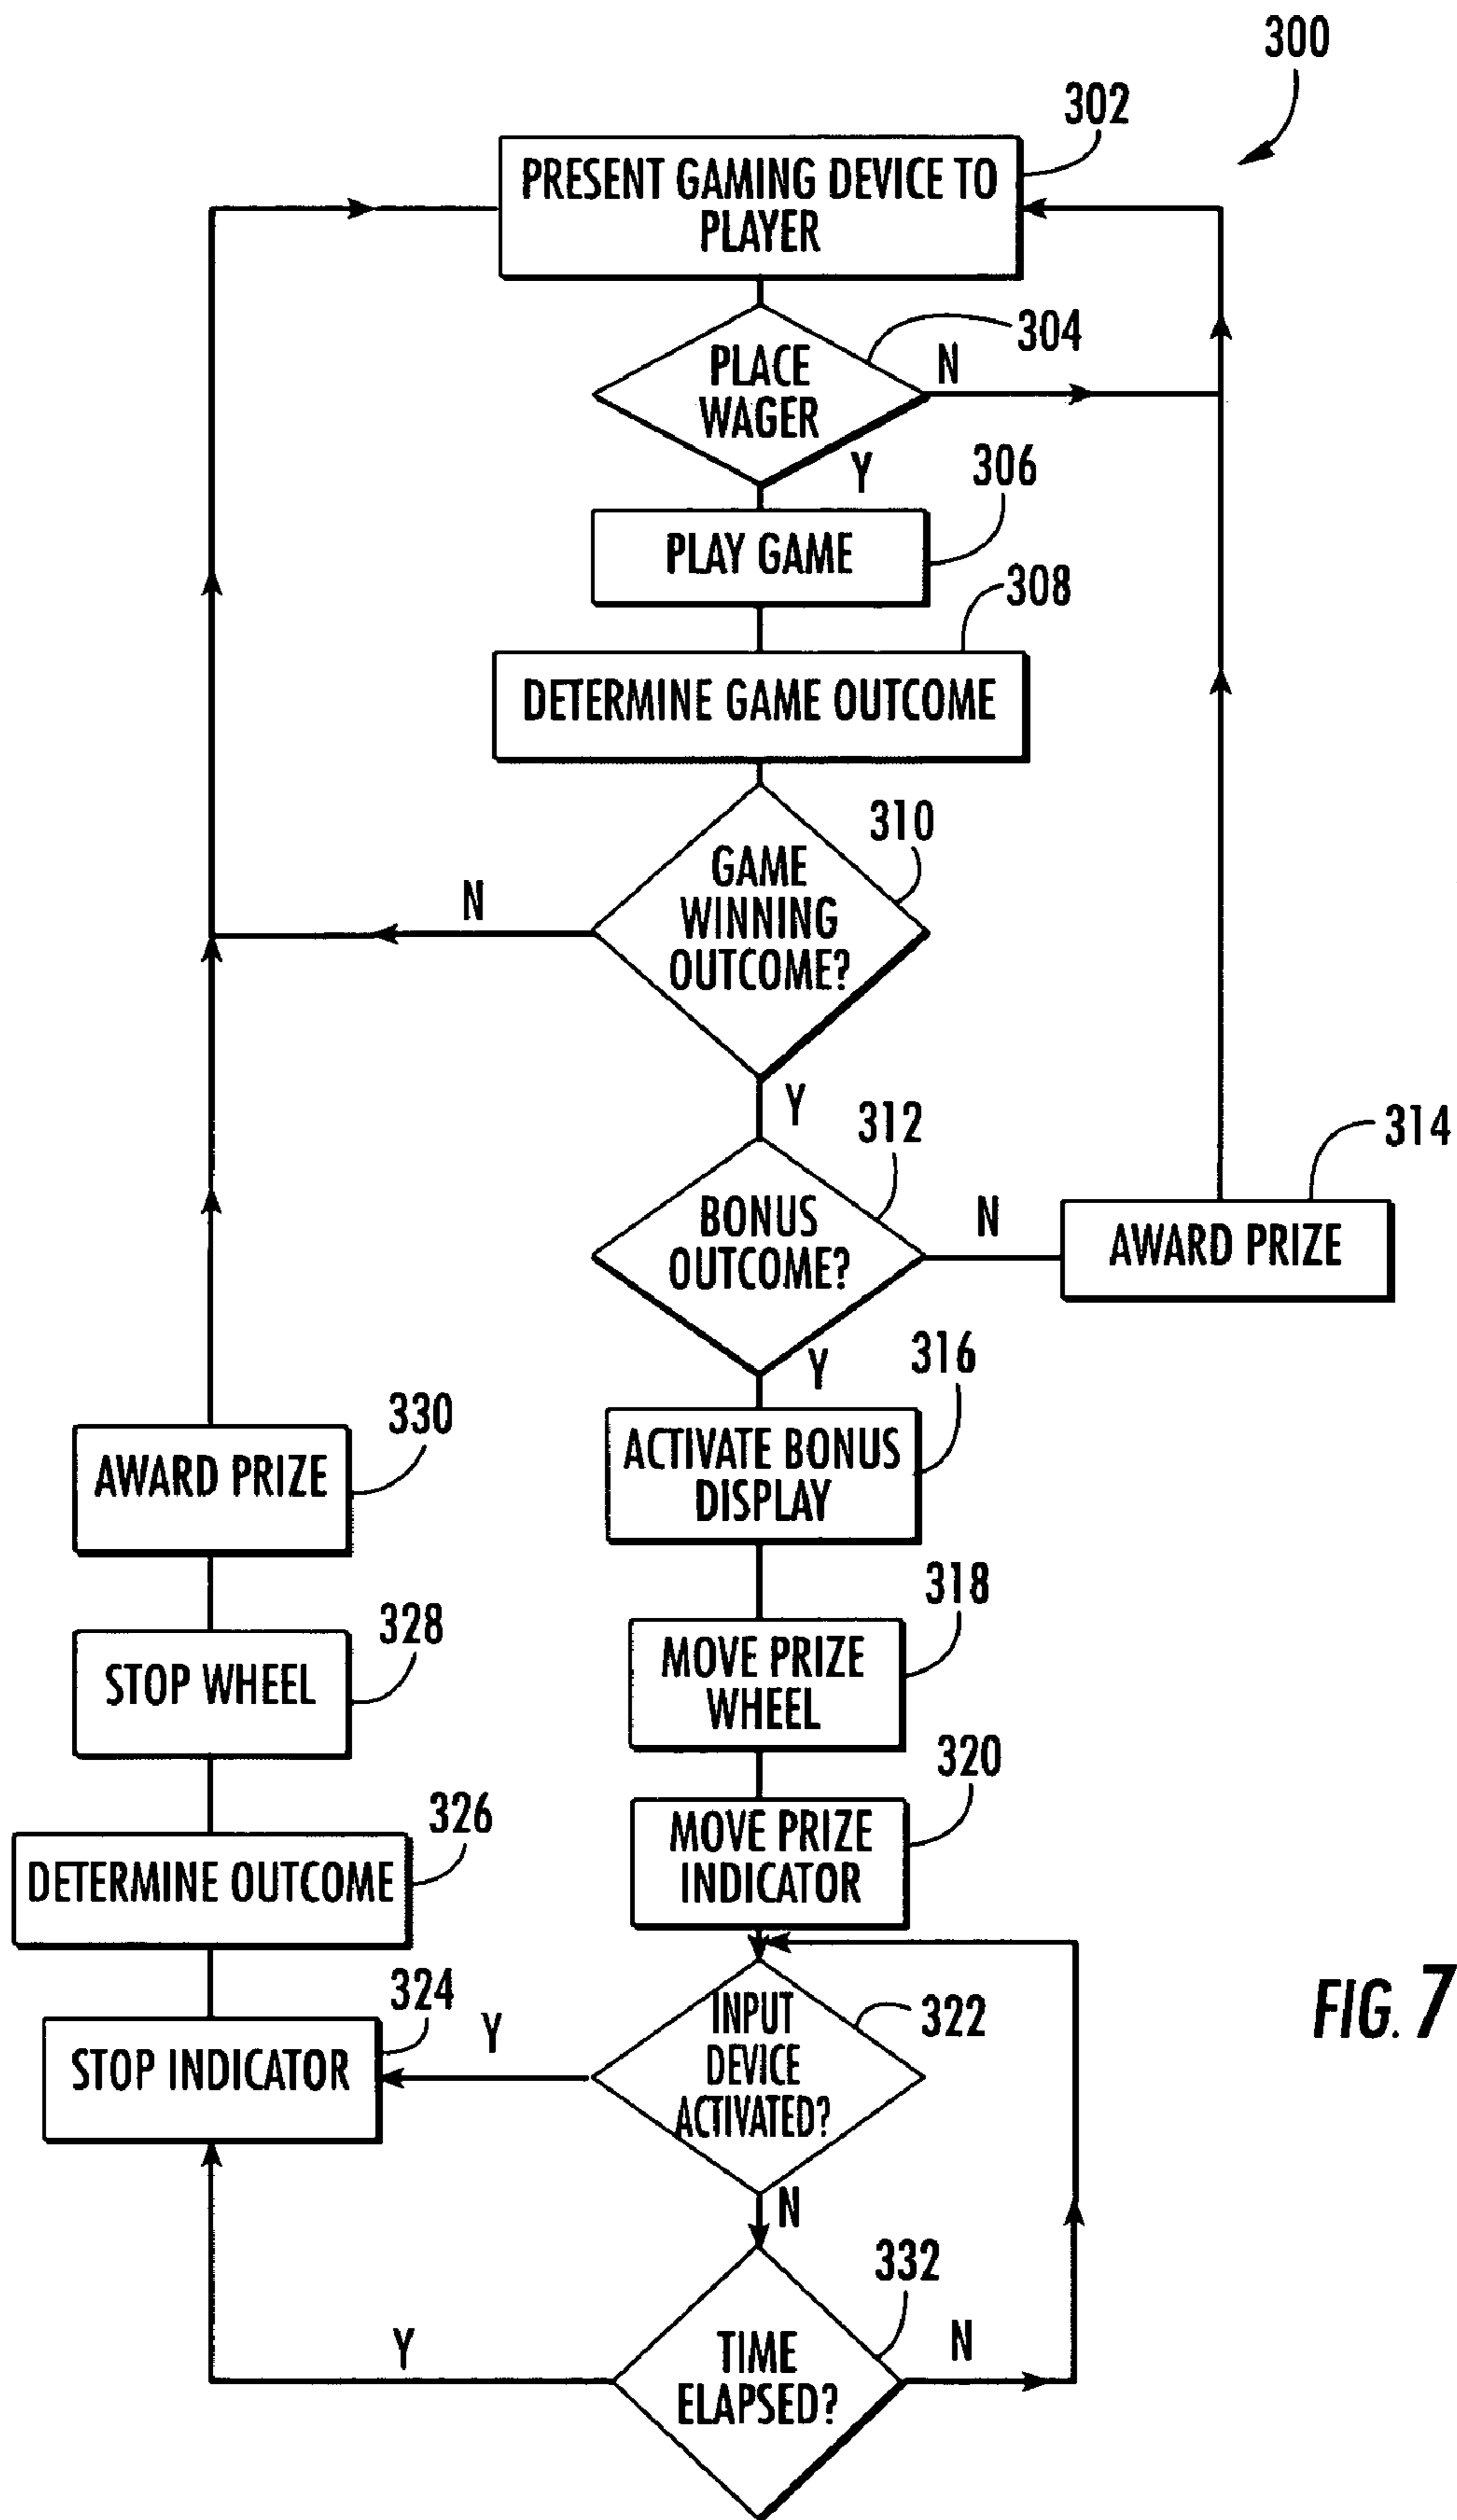 300
302
PRESENT GAMING DEVICE TO
PLAYER
304
PLACE
WAGER
N
Y
306
PLAY GAME
308
DETERMINE GAME OUTCOME
310
GAME
WINNING
OUTCOME?
N
Y
312
314
BONUS
OUTCOME?
N
AWARD PRIZE
Y
316
330
ACTIVATE BONUS
DISPLAY
AWARD PRIZE
318
328
MOVE PRIZE
WHEEL
STOP WHEEL
320
326
MOVE PRIZE
INDICATOR
DETERMINE OUTCOME
324
322
INPUT
DEVICE
ACTIVATED?
Y
STOP INDICATOR
FIG. 7
N
332
TIME
ELAPSED?
Y
N